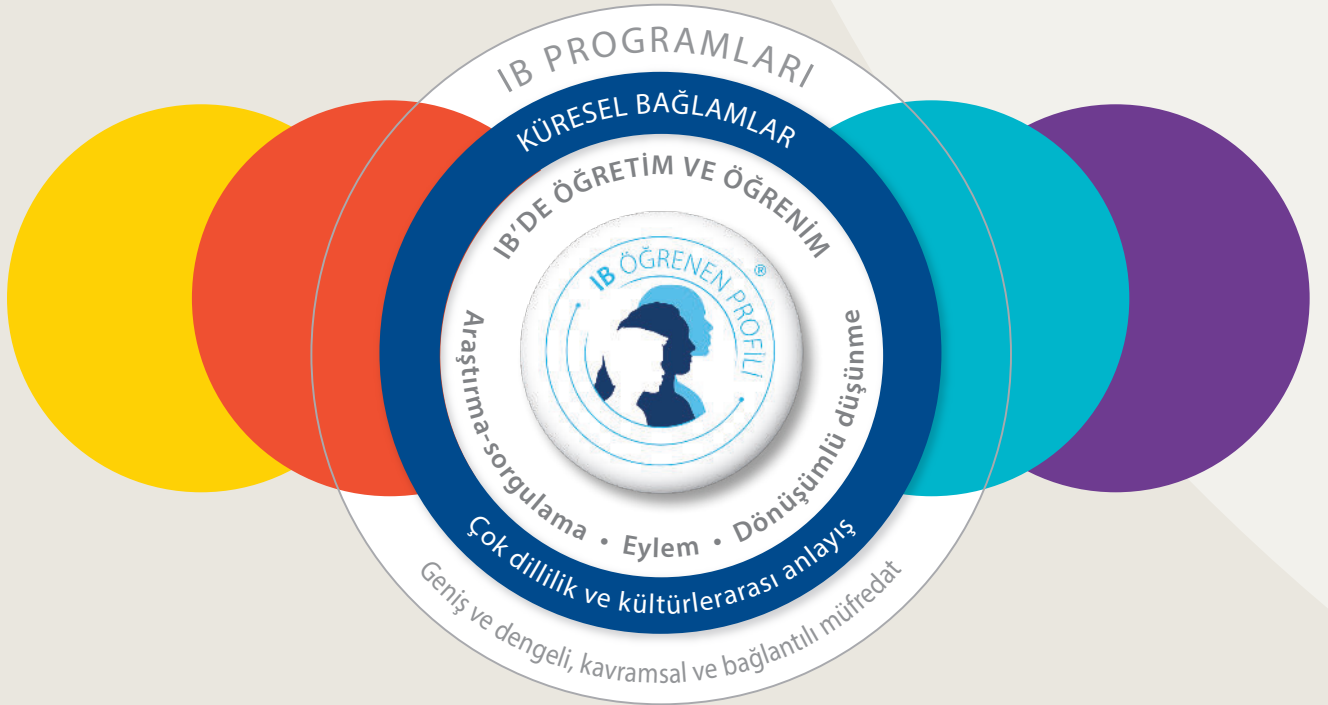 IB PROGRAMLARI
KÜRESEL BAĞLAMLAR
IB'DE ÖĞRETİM VE ÖĞRENİM
IB ÖĞRENEN PROFİLİ ®
Araştırma-sorgulama • Eylem • Dönüşümlü düşünme
Çok dillilik ve kültürlerarası anlayış
Geniş ve dengeli, kavramsal ve bağlantılı müfredat